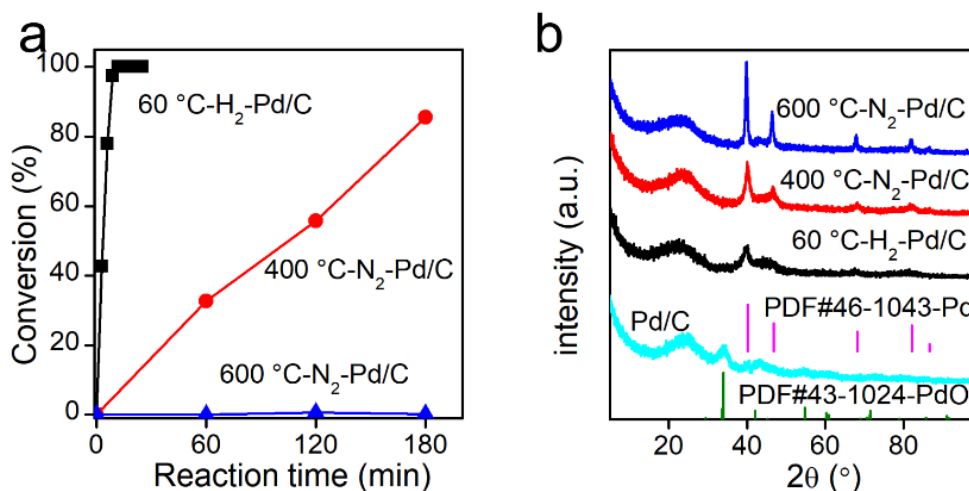 a
Conversion (%)
100
80
60
40
20
0
60 °C-H₂-Pd/C
400 °C-N₂-Pd/C
600 °C-N₂-Pd/C
0 60 120 180
Reaction time (min)
b
intensity (a.u.)
600 °C-N₂-Pd/C
400 °C-N₂-Pd/C
60 °C-H₂-Pd/C
PDF#46-1043-Pd
Pd/C
PDF#43-1024-PdO
20 40 60 80
2θ (°)